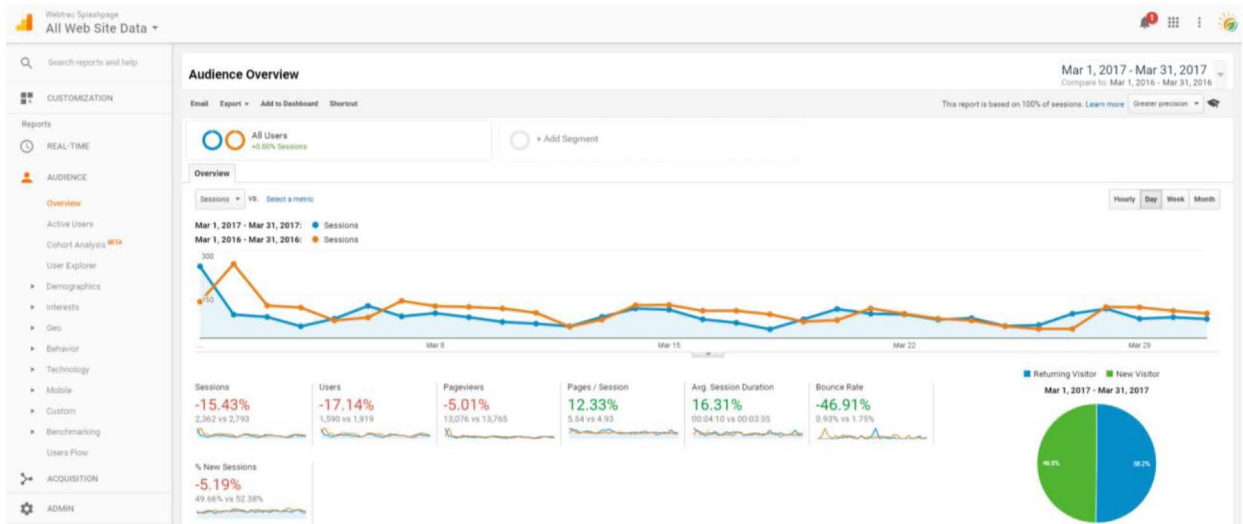 Webtrac Splashpage
All Web Site Data
1
Search reports and help
CUSTOMIZATION
Reports
REAL-TIME
AUDIENCE
Overview
Active Users
Cohort Analysis BETA
User Explorer
Demographics
Interests
Geo
Behavior
Technology
Mobile
Custom
Benchmarking
Users Flow
ACQUISITION
ADMIN
Audience Overview
Mar 1, 2017 - Mar 31, 2017
Compare to: Mar 1, 2016 - Mar 31, 2016
Email Export Add to Dashboard Shortcut
This report is based on 100% of sessions. Learn more Greater precision
All Users
+0.00% Sessions
+ Add Segment
Overview
Sessions VS. Select a metric
Hourly Day Week Month
Mar 1, 2017 - Mar 31, 2017: Sessions
Mar 1, 2016 - Mar 31, 2016: Sessions
300
150
... Mar 8 Mar 15 Mar 22 Mar 29
Sessions
-15.43%
2,362 vs 2,793
Users
-17.14%
1,590 vs 1,919
Pageviews
-5.01%
13,076 vs 13,765
Pages / Session
12.33%
5.54 vs 4.93
Avg. Session Duration
16.31%
00:04:10 vs 00:03:35
Bounce Rate
-46.91%
0.93% vs 1.75%
% New Sessions
-5.19%
49.66% vs 52.38%
Returning Visitor New Visitor
Mar 1, 2017 - Mar 31, 2017
49.8%
50.2%